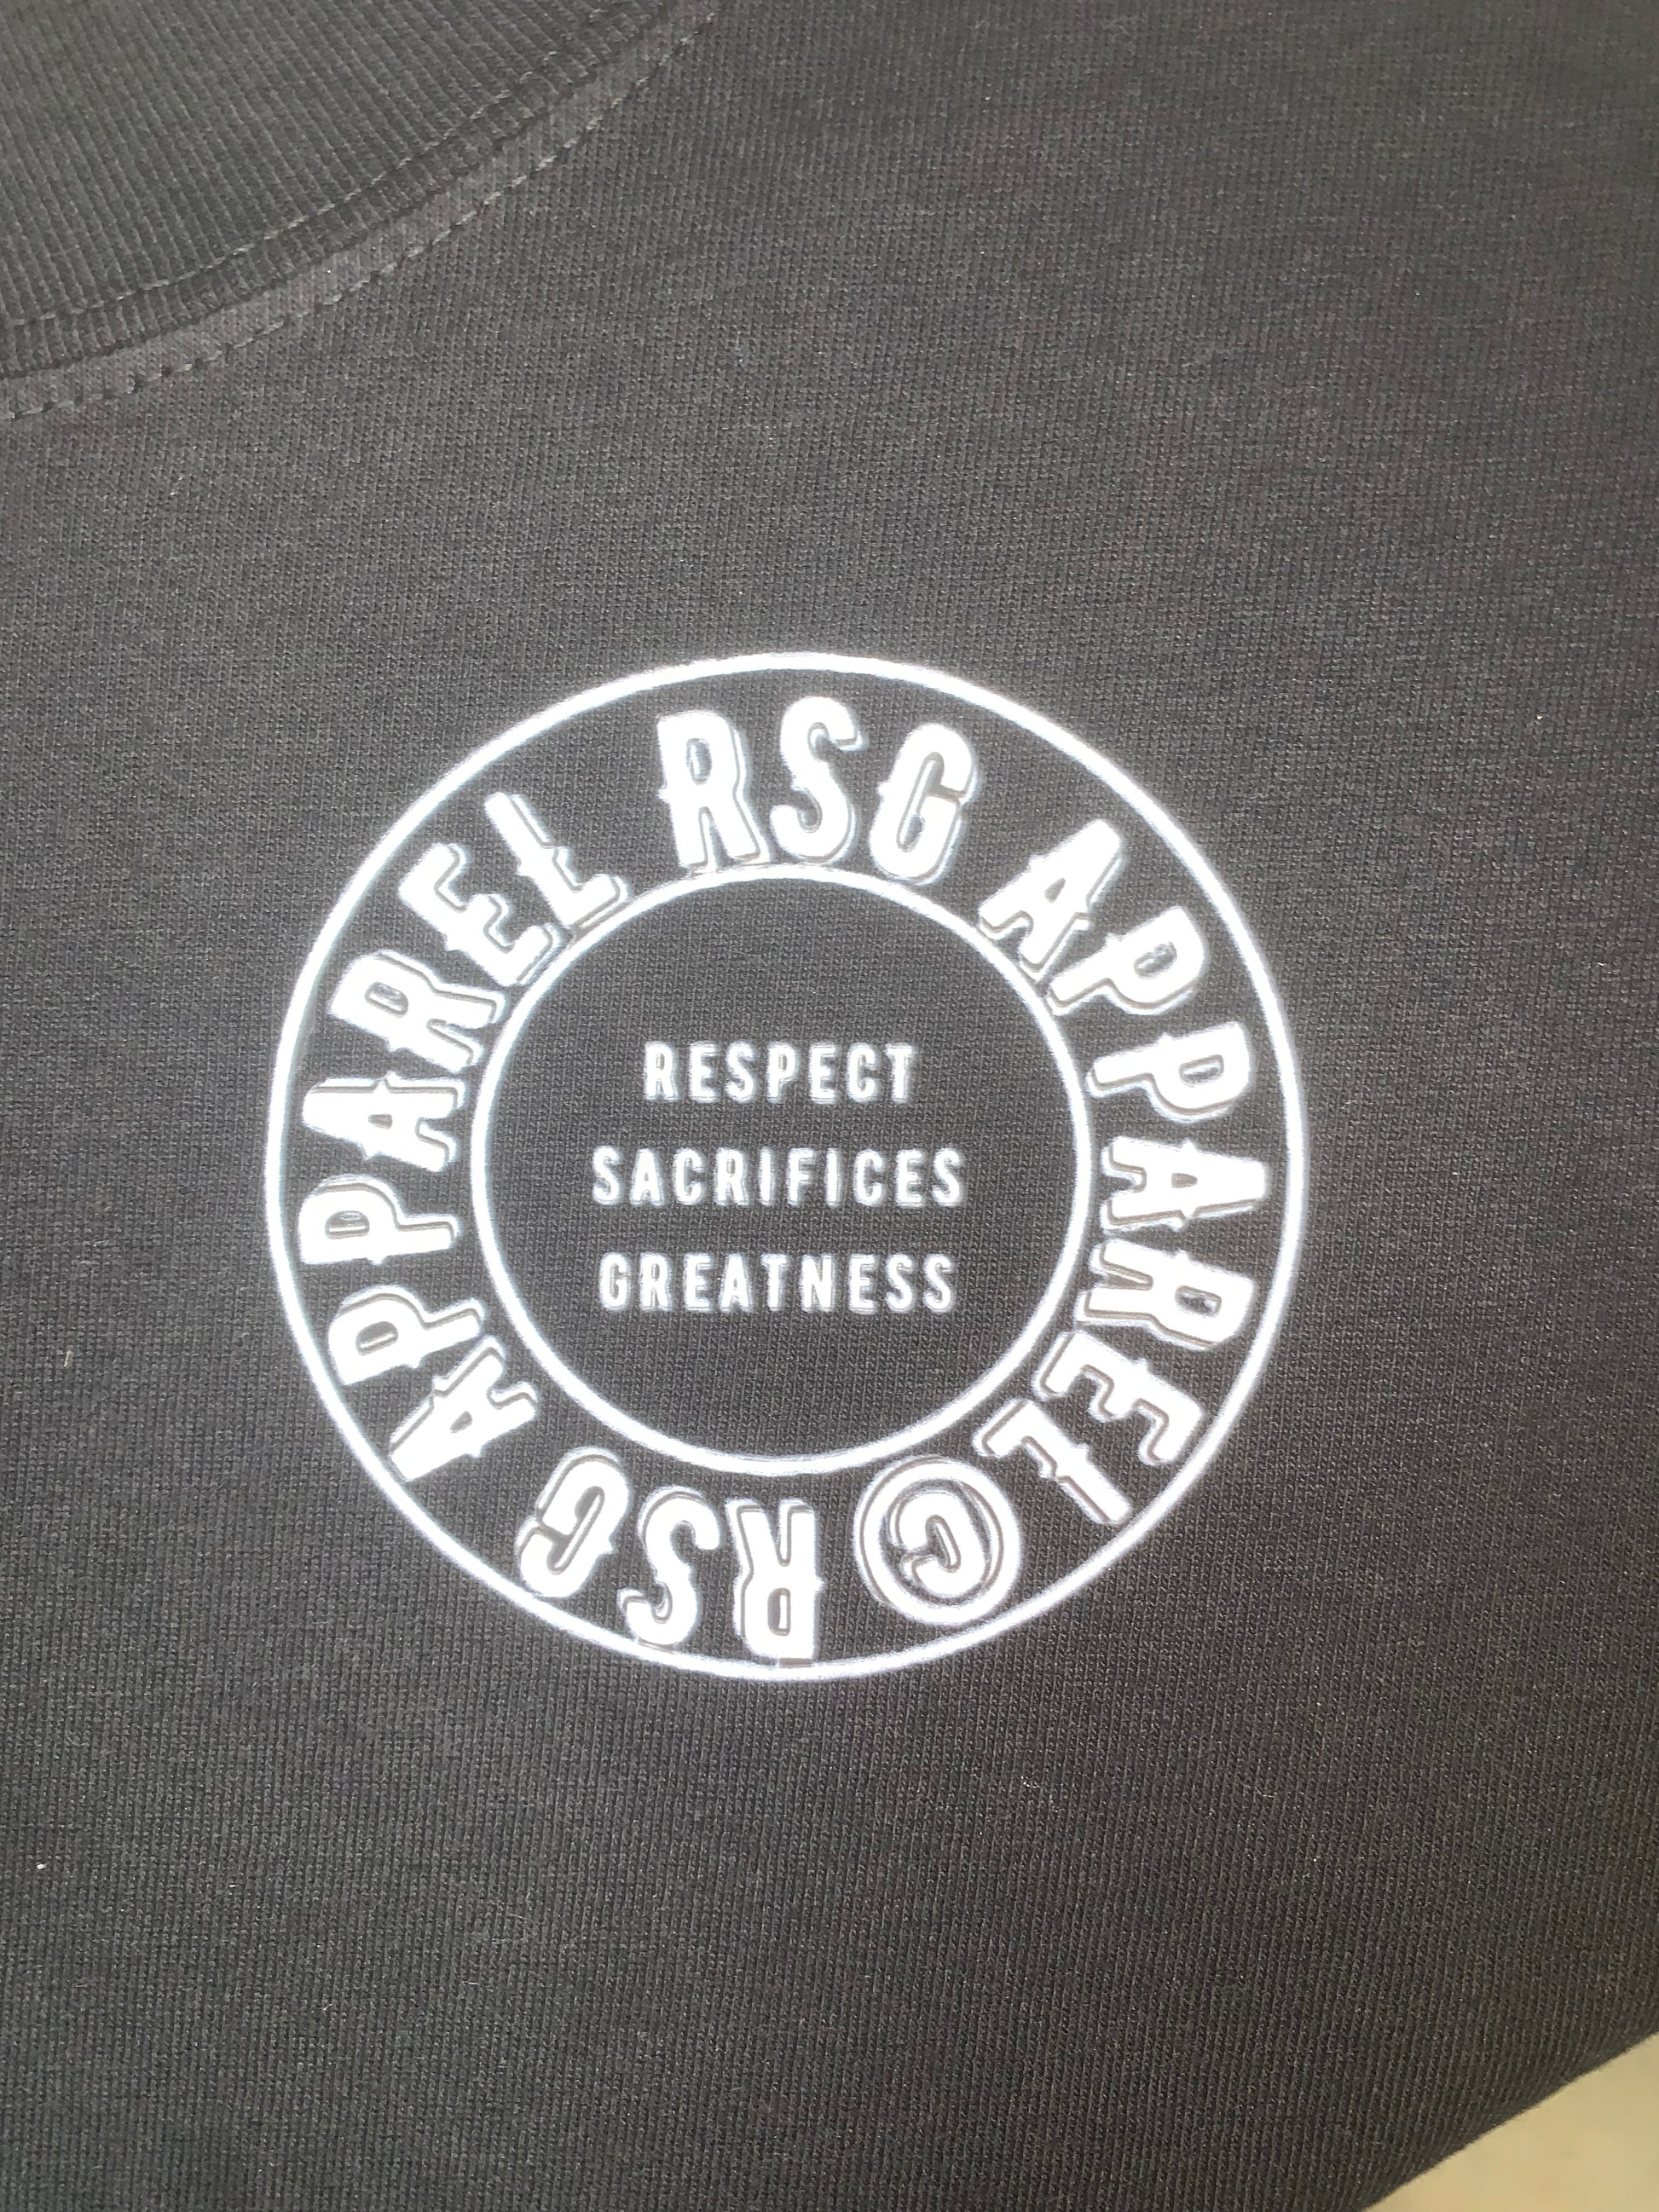 RSG APPAREL © RSG APPAREL
RESPECT
SACRIFICES
GREATNESS